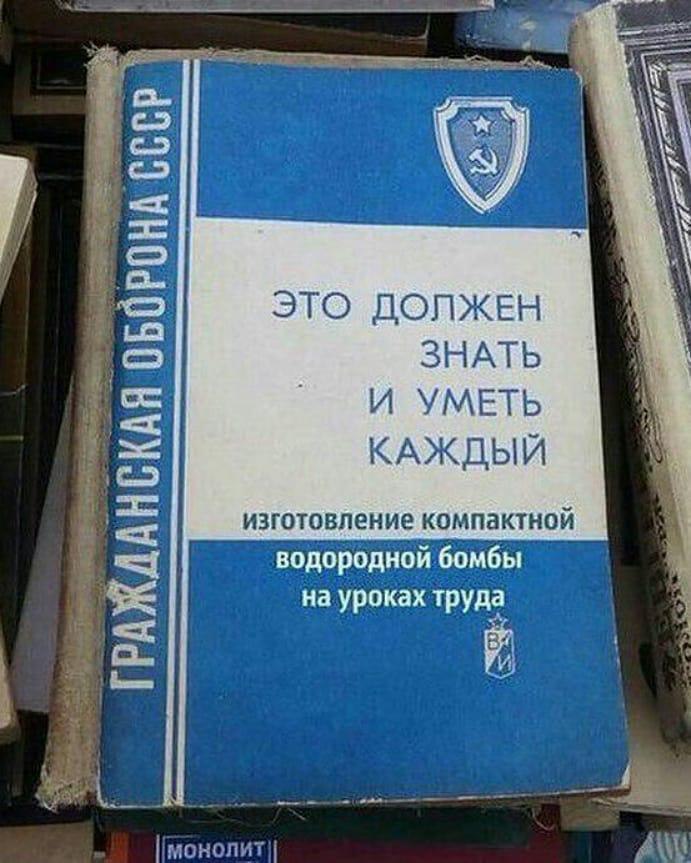 ГРАЖДАНСКАЯ ОБОРОНА СССР
ЭТО ДОЛЖЕН
ЗНАТЬ
И УМЕТЬ
КАЖДЫЙ
изготовление компактной
водородной бомбы
на уроках труда
В И
МОНОЛИТ